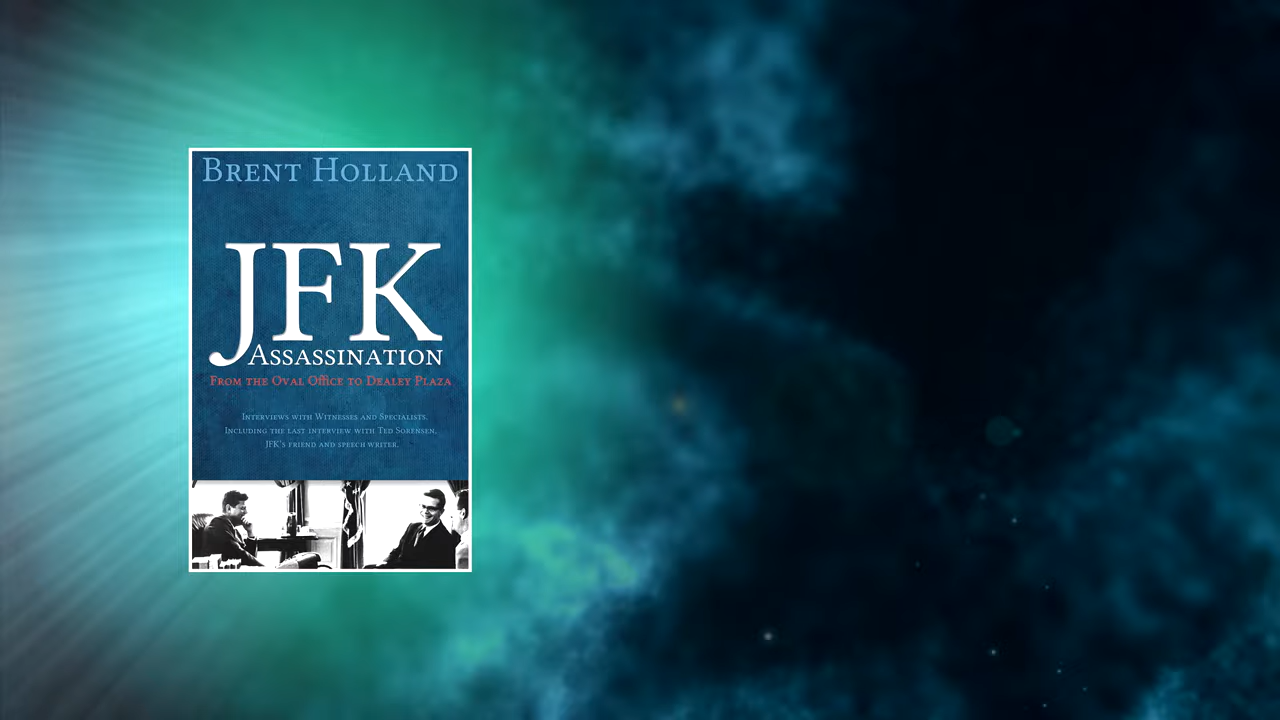 Brent Holland
JFK
Assassination
From the Oval Office to Dealey Plaza
Interviews with Witnesses and Specialists.
Including the last interview with Ted Sorensen,
JFK's friend and speech writer.